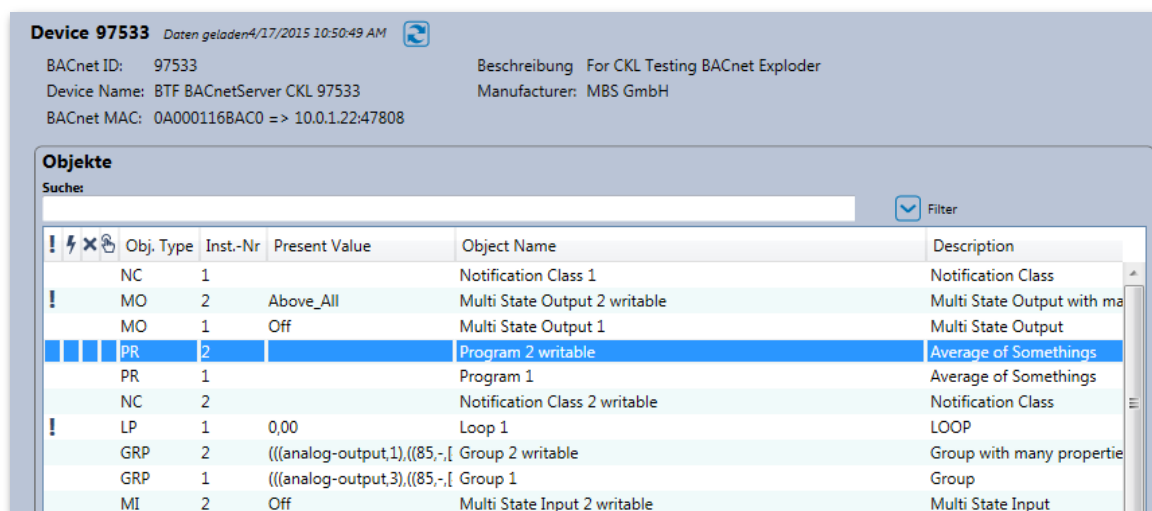 Device 97533 Daten geladen4/17/2015 10:50:49 AM
BACnet ID: 97533 Beschreibung For CKL Testing BACnet Exploder
Device Name: BTF BACnetServer CKL 97533 Manufacturer: MBS GmbH
BACnet MAC: 0A000116BAC0 => 10.0.1.22:47808
Objekte
Suche:
Filter
! Obj. Type Inst.-Nr Present Value Object Name Description
NC 1 Notification Class 1 Notification Class
! MO 2 Above_All Multi State Output 2 writable Multi State Output with ma
MO 1 Off Multi State Output 1 Multi State Output
PR 2 Program 2 writable Average of Somethings
PR 1 Program 1 Average of Somethings
NC 2 Notification Class 2 writable Notification Class
! LP 1 0,00 Loop 1 LOOP
GRP 2 (((analog-output,1),((85,-,[ Group 2 writable Group with many propertie
GRP 1 (((analog-output,3),((85,-,[ Group 1 Group
MI 2 Off Multi State Input 2 writable Multi State Input